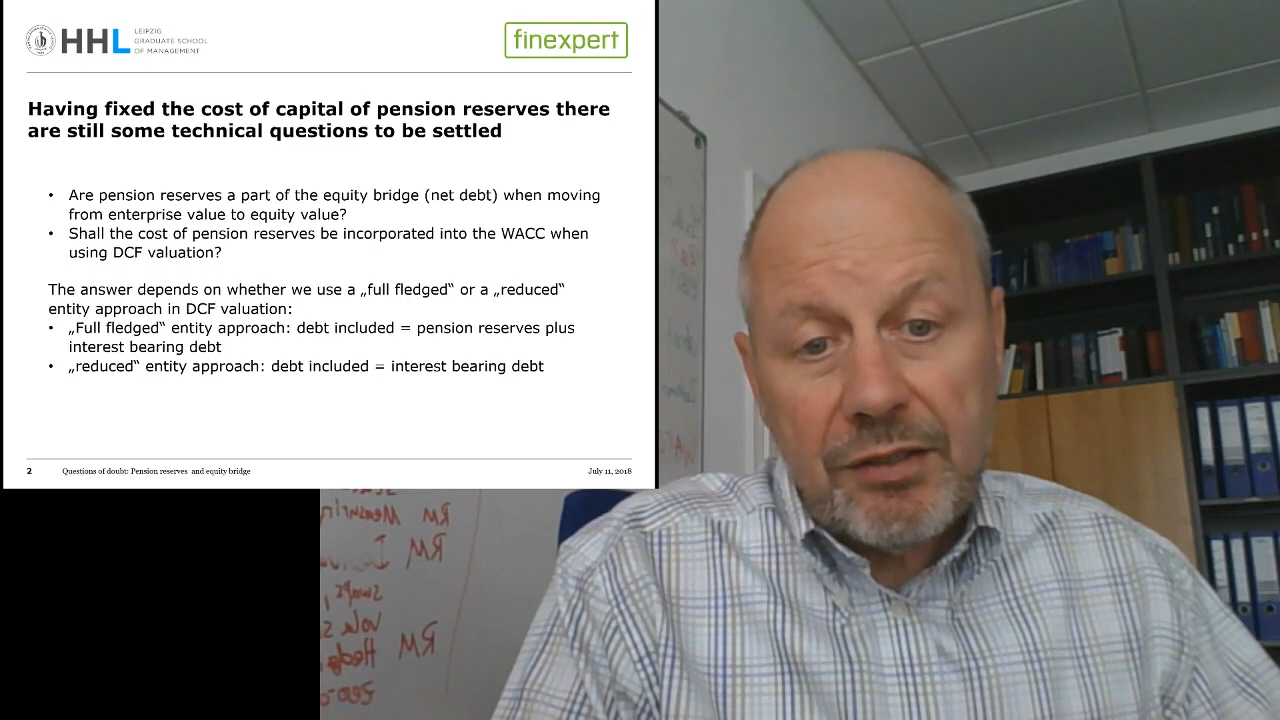 HHL
LEIPZIG
GRADUATE SCHOOL
OF MANAGEMENT
finexpert
Having fixed the cost of capital of pension reserves there
are still some technical questions to be settled
• Are pension reserves a part of the equity bridge (net debt) when moving
from enterprise value to equity value?
• Shall the cost of pension reserves be incorporated into the WACC when
using DCF valuation?
The answer depends on whether we use a „full fledged“ or a „reduced“
entity approach in DCF valuation:
• „Full fledged“ entity approach: debt included = pension reserves plus
interest bearing debt
• „reduced“ entity approach: debt included = interest bearing debt
2 Questions of doubt: Pension reserves and equity bridge July 11, 2018
RM
RM
swaps,
RM